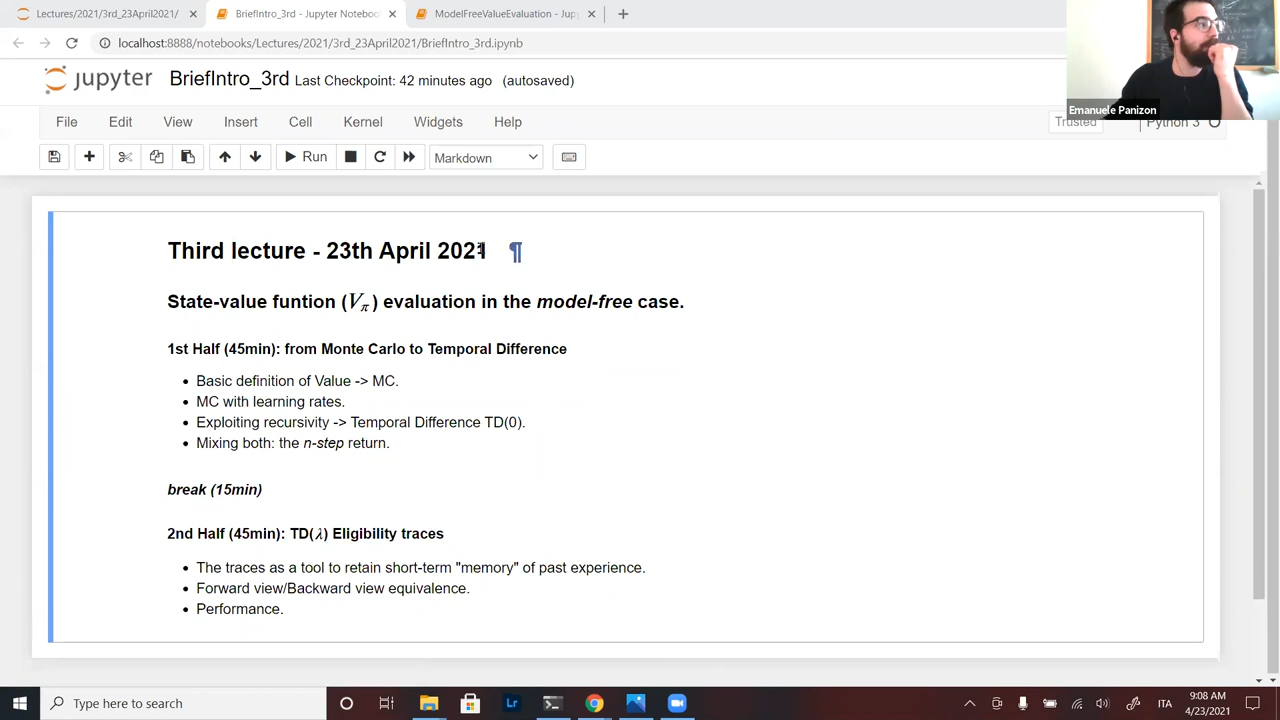 Lectures/2021/3rd_23April2021/
BriefIntro_3rd - Jupyter Notebo
ModelFreeValueEvaluation - Jup
localhost:8888/notebooks/Lectures/2021/3rd_23April2021/BriefIntro_3rd.ipynb
jupyter BriefIntro_3rd Last Checkpoint: 42 minutes ago (autosaved)
Emanuele Panizon
File Edit View Insert Cell Kernel Widgets Help Trusted Python 3
Run Markdown
Third lecture - 23th April 2021 ¶
State-value funtion (Vπ) evaluation in the model-free case.
1st Half (45min): from Monte Carlo to Temporal Difference
• Basic definition of Value -> MC.
• MC with learning rates.
• Exploiting recursivity -> Temporal Difference TD(0).
• Mixing both: the n-step return.
break (15min)
2nd Half (45min): TD(λ) Eligibility traces
• The traces as a tool to retain short-term "memory" of past experience.
• Forward view/Backward view equivalence.
• Performance.
Type here to search
Lr
ITA
9:08 AM
4/23/2021